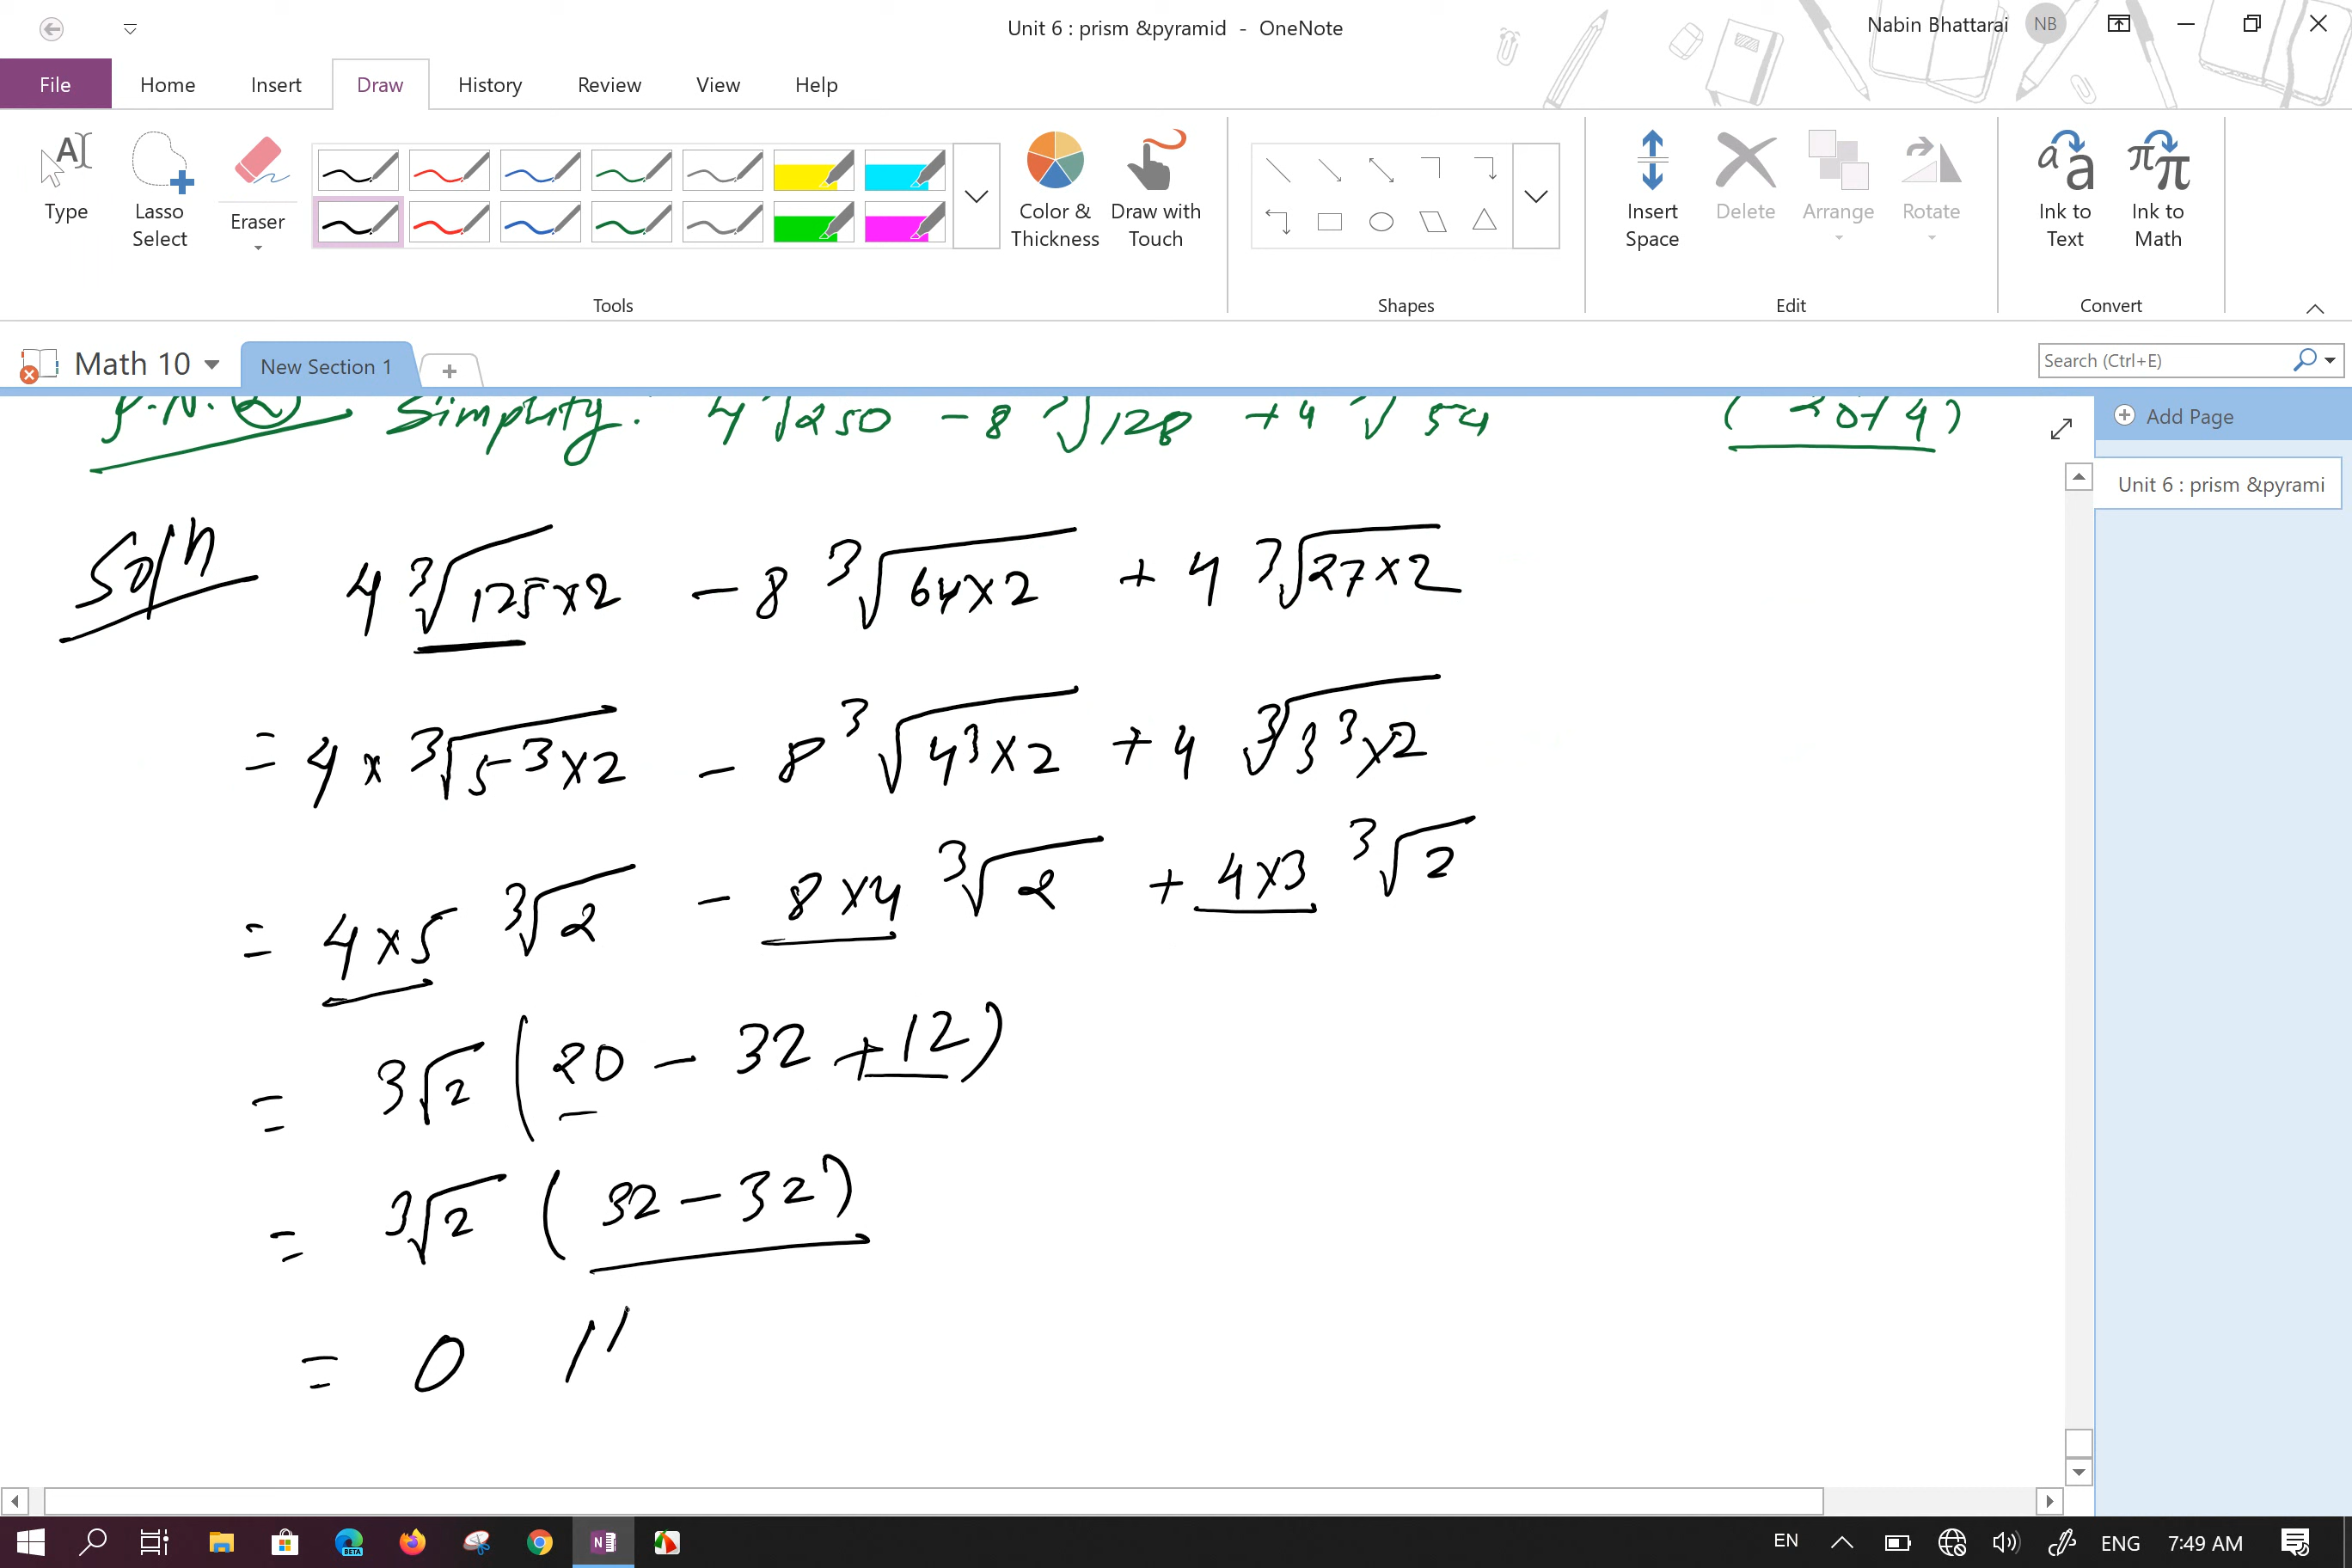 Unit 6 : prism &pyramid - OneNote
Nabin Bhattarai NB
File Home Insert Draw History Review View Help
Type
Lasso Select
Eraser
Color & Thickness
Draw with Touch
Insert Space
Delete
Arrange
Rotate
Ink to Text
Ink to Math
Tools Shapes Edit Convert
Math 10 New Section 1 +
Search (Ctrl+E)
Add Page
Unit 6 : prism &pyrami
Simplify: 4 ∛250 - 8 ∛128 + 4 ∛54
Sol/n 4 ∛125×2 - 8 ∛64×2 + 4 ∛27×2
= 4 × ∛5³×2 - 8 ∛4³×2 + 4 ∛3³×2
= 4×5 ∛2 - 8×4 ∛2 + 4×3 ∛2
= ∛2 (20 - 32 + 12)
= ∛2 (32 - 32)
= 0 //
BETA
EN ENG 7:49 AM